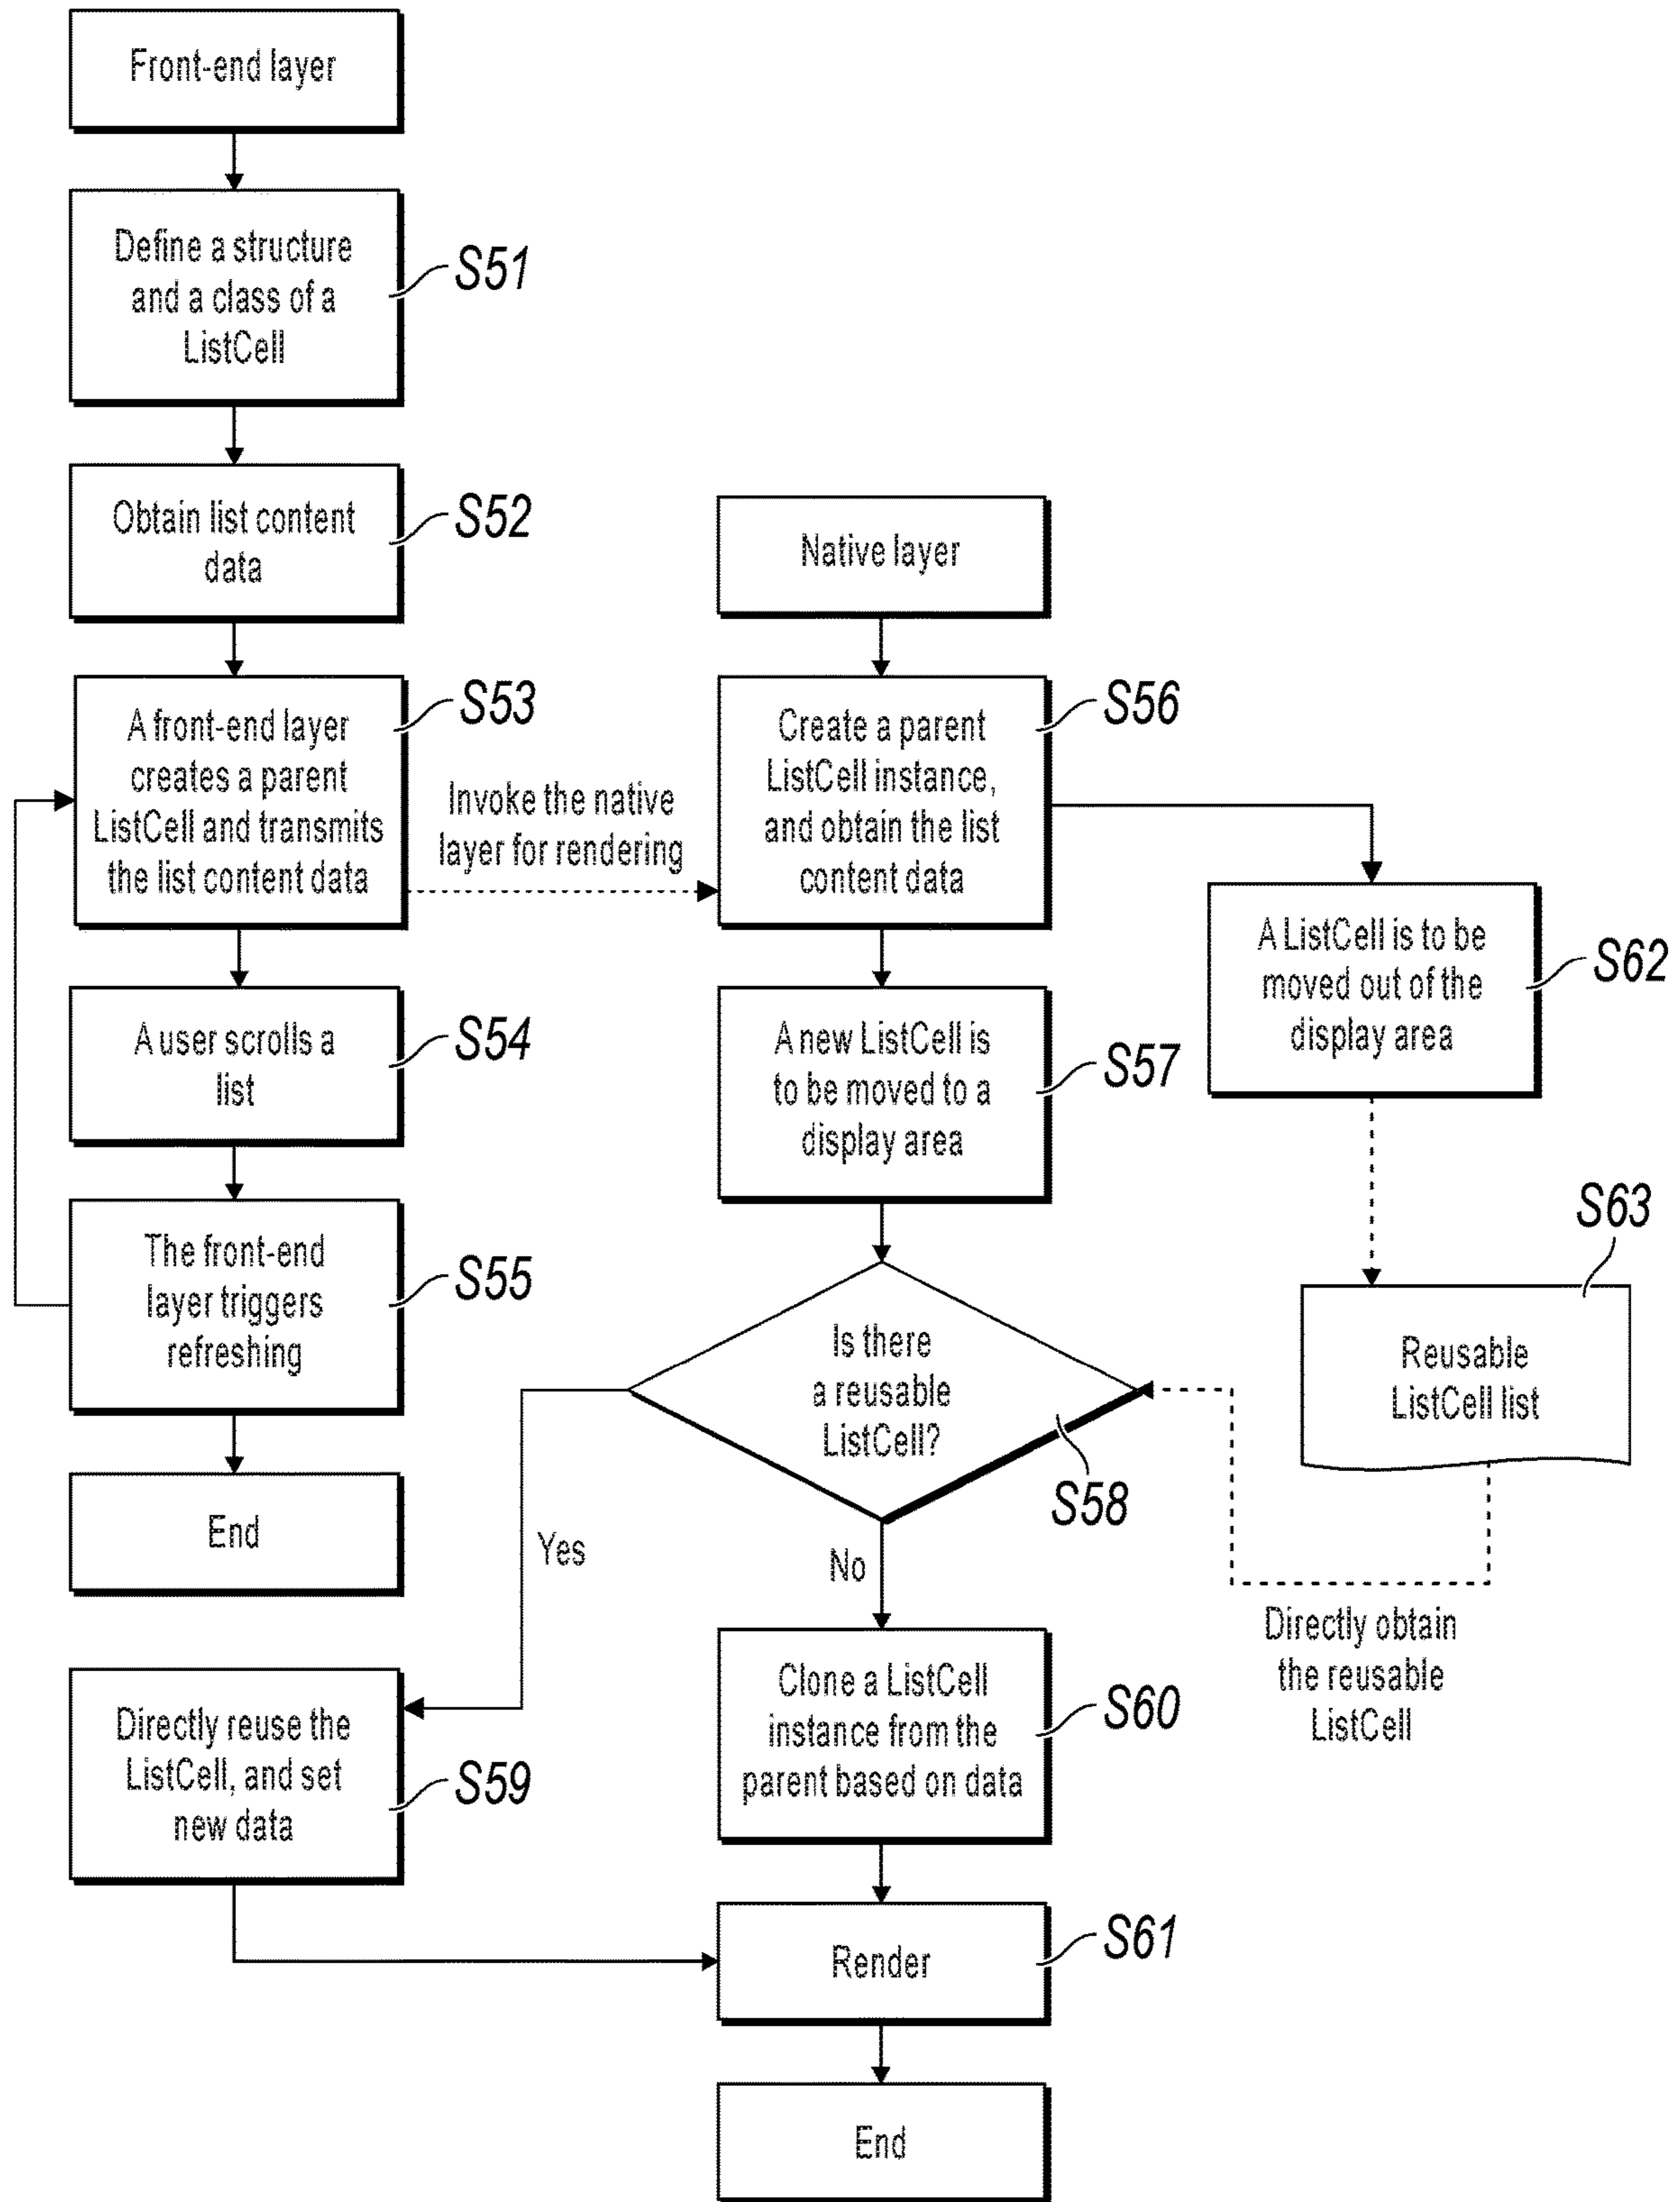 Front-end layer
Define a structure
and a class of a
ListCell
S51
Obtain list content
data
S52
A front-end layer
creates a parent
ListCell and transmits
the list content data
S53
Invoke the native
layer for rendering
A user scrolls a
list
S54
The front-end
layer triggers
refreshing
S55
End
Native layer
Create a parent
ListCell instance,
and obtain the list
content data
S56
A new ListCell is
to be moved to a
display area
S57
Is there
a reusable
ListCell?
S58
Yes
No
Directly reuse the
ListCell, and set
new data
S59
Clone a ListCell
instance from the
parent based on data
S60
Render
S61
End
A ListCell is to be
moved out of the
display area
S62
S63
Reusable
ListCell list
Directly obtain
the reusable
ListCell